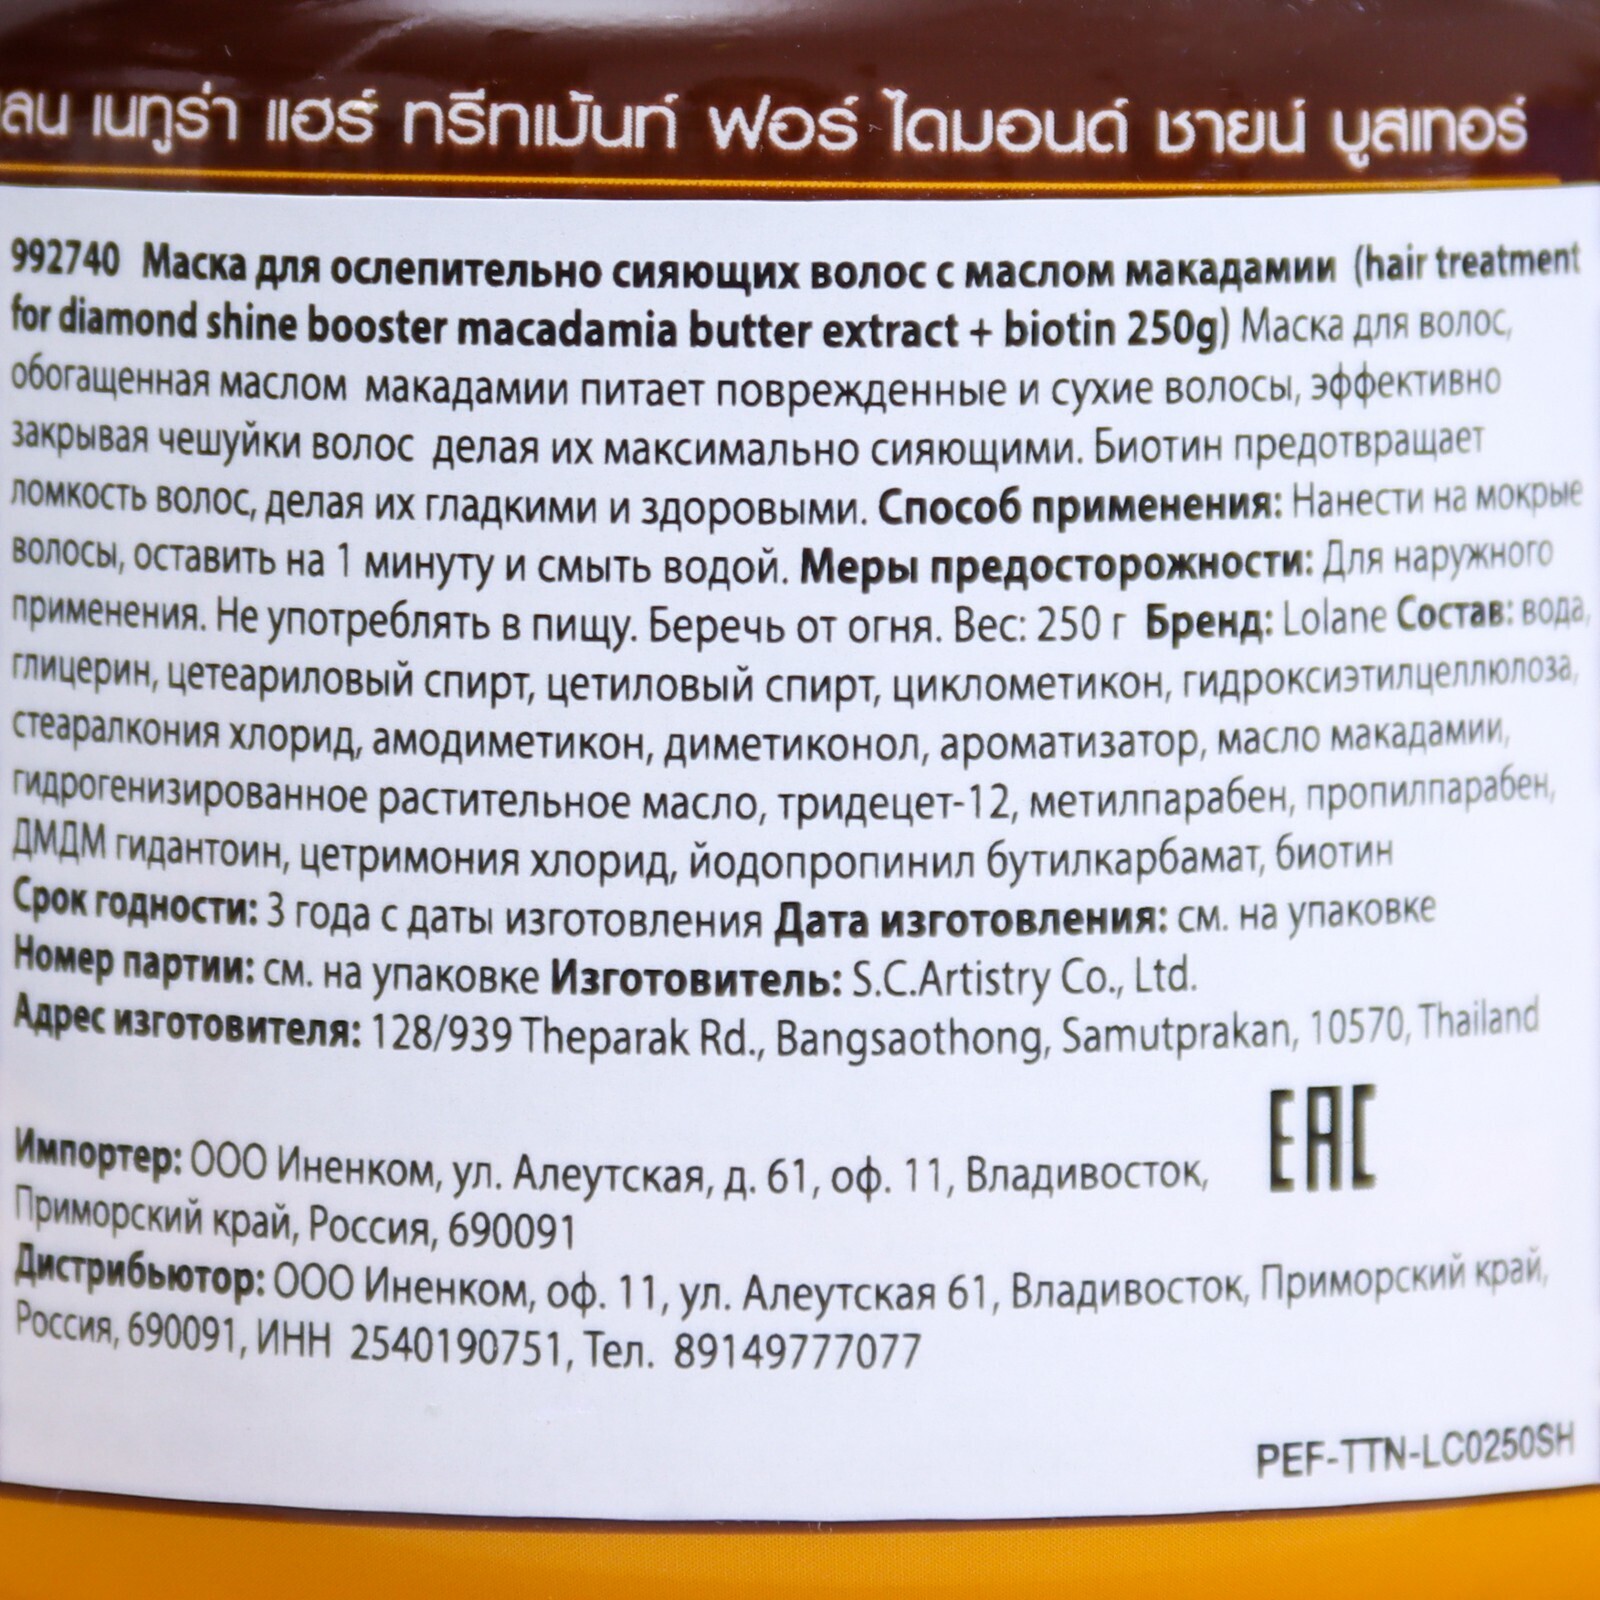 เนทูร่า แฮร์ ทรีทเม้นท์ ฟอร์ ไดมอนด์ ชายน์ บูสเทอร์
992740 Маска для ослепительно сияющих волос с маслом макадамии (hair treatment
for diamond shine booster macadamia butter extract + biotin 250g) Маска для волос,
обогащенная маслом макадамии питает поврежденные и сухие волосы, эффективно
закрывая чешуйки волос делая их максимально сияющими. Биотин предотвращает
ломкость волос, делая их гладкими и здоровыми. Способ применения: Нанести на мокрые
волосы, оставить на 1 минуту и смыть водой. Меры предосторожности: Для наружного
применения. Не употреблять в пищу. Беречь от огня. Вес: 250 г Бренд: Lolane Состав: вода,
глицерин, цетеариловый спирт, цетиловый спирт, циклометикон, гидроксиэтилцеллюлоза,
стеаралкония хлорид, амодиметикон, диметиконол, ароматизатор, масло макадамии,
гидрогенизированное растительное масло, тридецет-12, метилпарабен, пропилпарабен,
ДМДМ гидантоин, цетримония хлорид, йодопропинил бутилкарбамат, биотин
Срок годности: 3 года с даты изготовления Дата изготовления: см. на упаковке
Номер партии: см. на упаковке Изготовитель: S.C.Artistry Co., Ltd.
Адрес изготовителя: 128/939 Theparak Rd., Bangsaothong, Samutprakan, 10570, Thailand
EAC
Импортер: ООО Иненком, ул. Алеутская, д. 61, оф. 11, Владивосток,
Приморский край, Россия, 690091
Дистрибьютор: ООО Иненком, оф. 11, ул. Алеутская 61, Владивосток, Приморский край,
Россия, 690091, ИНН 2540190751, Тел. 89149777077
PEF-TTN-LC0250SH